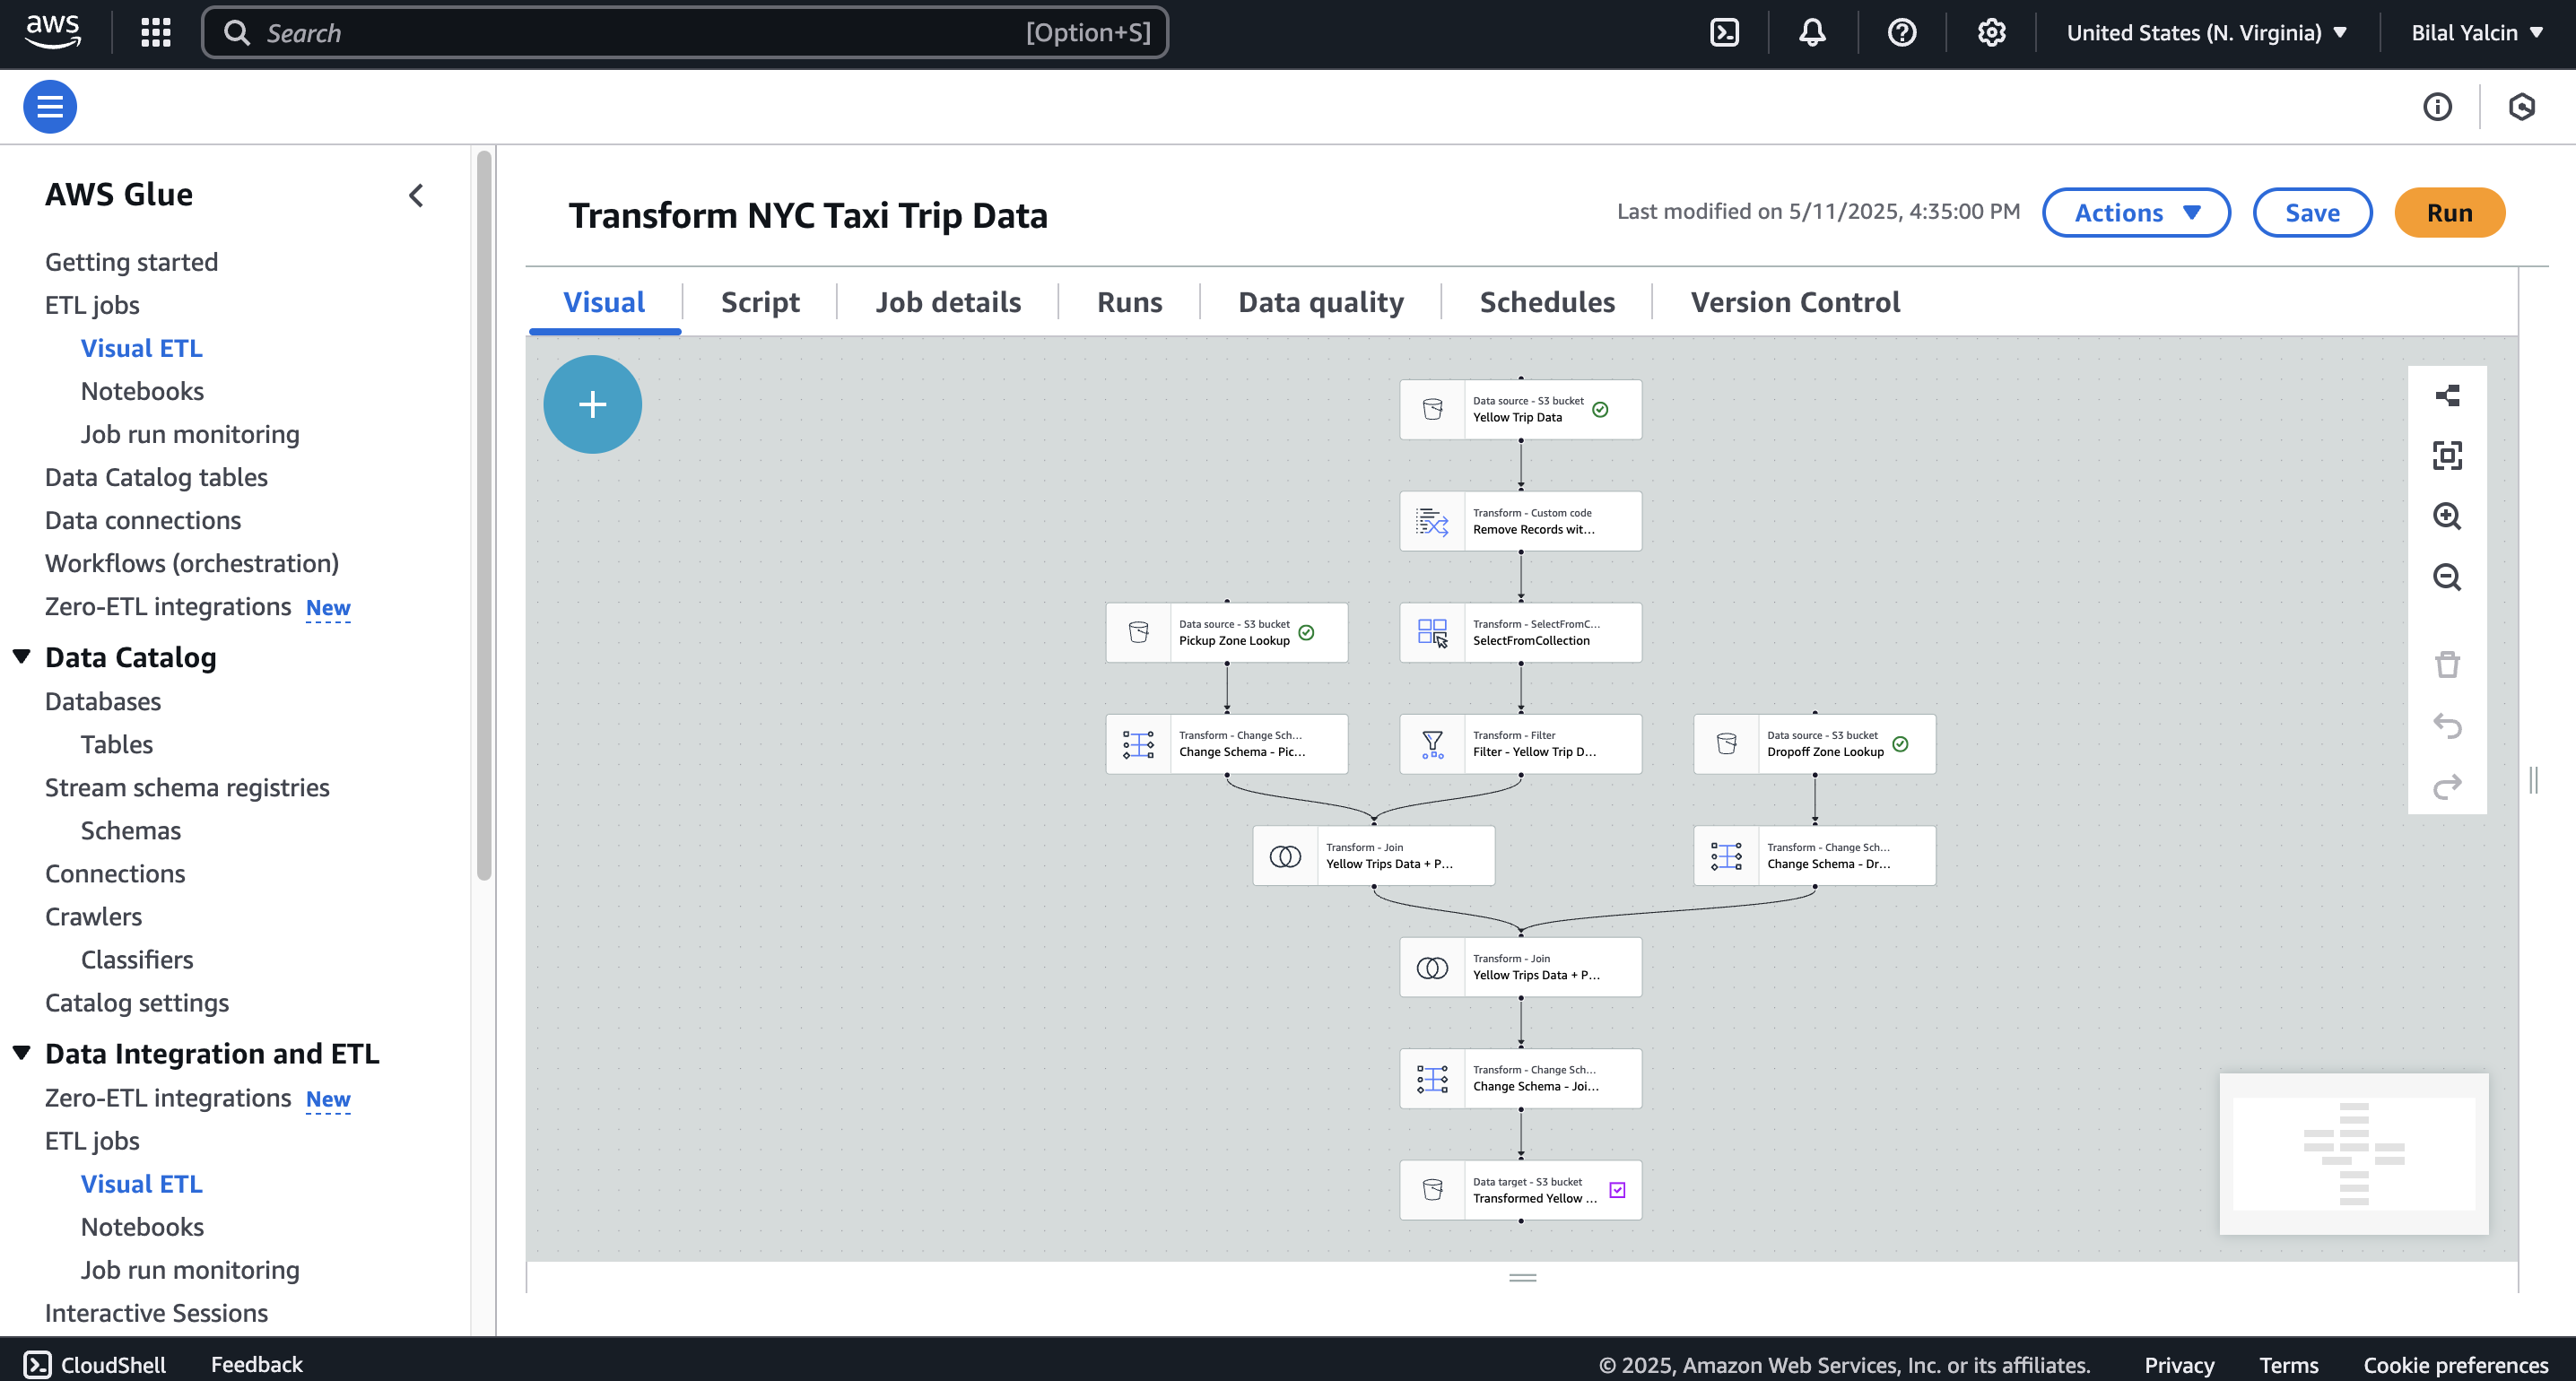 aws
Search
[Option+S]
United States (N. Virginia)
Bilal Yalcin
AWS Glue
Getting started
ETL jobs
Visual ETL
Notebooks
Job run monitoring
Data Catalog tables
Data connections
Workflows (orchestration)
Zero-ETL integrations New
Data Catalog
Databases
Tables
Stream schema registries
Schemas
Connections
Crawlers
Classifiers
Catalog settings
Data Integration and ETL
Zero-ETL integrations New
ETL jobs
Visual ETL
Notebooks
Job run monitoring
Interactive Sessions
Transform NYC Taxi Trip Data
Last modified on 5/11/2025, 4:35:00 PM
Actions
Save
Run
Visual
Script
Job details
Runs
Data quality
Schedules
Version Control
Data source - S3 bucket
Yellow Trip Data
Transform - Custom code
Remove Records wit...
Data source - S3 bucket
Pickup Zone Lookup
Transform - SelectFromC...
SelectFromCollection
Transform - Change Sch...
Change Schema - Pic...
Transform - Filter
Filter - Yellow Trip D...
Data source - S3 bucket
Dropoff Zone Lookup
Transform - Join
Yellow Trips Data + P...
Transform - Change Sch...
Change Schema - Dr...
Transform - Join
Yellow Trips Data + P...
Transform - Change Sch...
Change Schema - Joi...
Data target - S3 bucket
Transformed Yellow ...
CloudShell
Feedback
© 2025, Amazon Web Services, Inc. or its affiliates.
Privacy
Terms
Cookie preferences